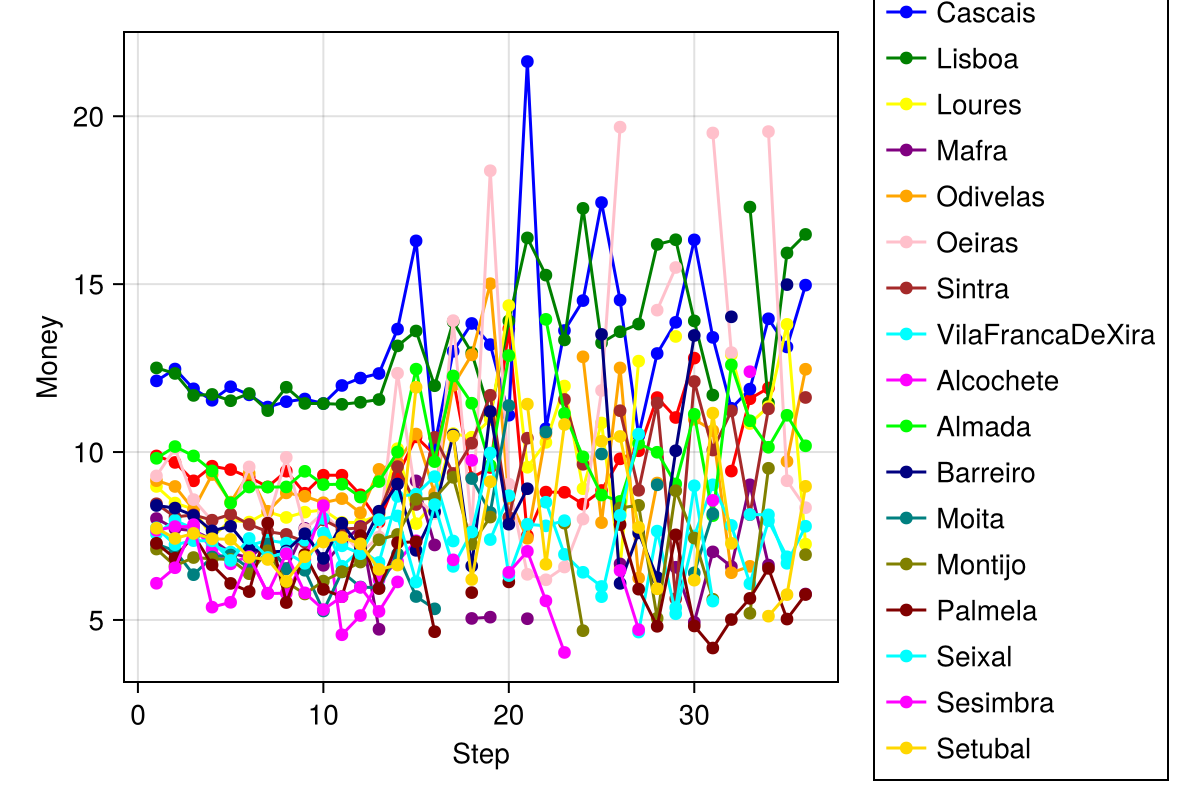 Money
20
15
10
5
0
10
20
30
Step
Cascais
Lisboa
Loures
Mafra
Odivelas
Oeiras
Sintra
VilaFrancaDeXira
Alcochete
Almada
Barreiro
Moita
Montijo
Palmela
Seixal
Sesimbra
Setubal